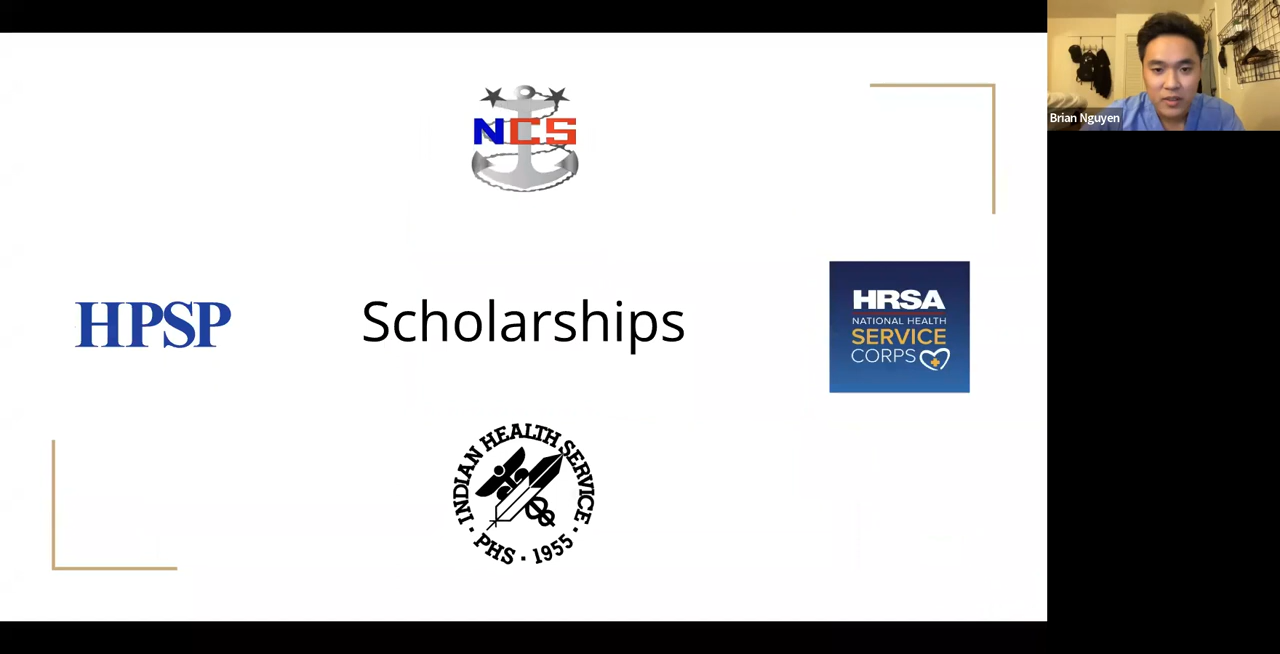 NCS
Brian Nguyen
HPSP
Scholarships
HRSA
NATIONAL HEALTH
SERVICE
CORPS
INDIAN HEALTH SERVICE
· PHS · 1955 ·